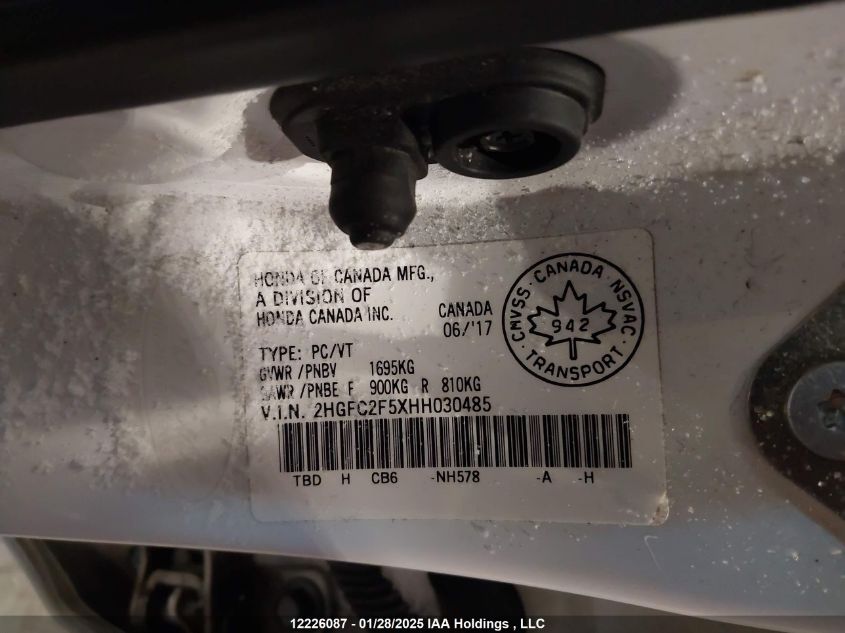 HONDA OF CANADA MFG.,
A DIVISION OF
HONDA CANADA INC.
CANADA
06/'17
CMVSS · CANADA · NSVAC
942
· TRANSPORT ·
TYPE: PC/VT
GVWR /PNBV 1695KG
GAWR /PNBE F 900KG R 810KG
V.I.N. 2HGFC2F5XHH030485
TBD H CB6 -NH578 -A -H
12226087 - 01/28/2025 IAA Holdings , LLC